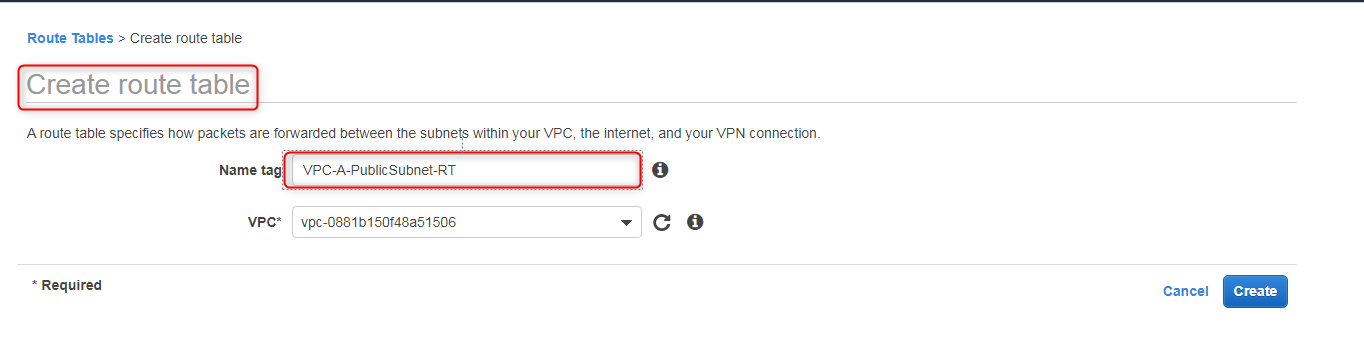 Route Tables > Create route table
Create route table
A route table specifies how packets are forwarded between the subnets within your VPC, the internet, and your VPN connection.
Name tag VPC-A-PublicSubnet-RT
VPC* vpc-0881b150f48a51506
* Required
Cancel Create